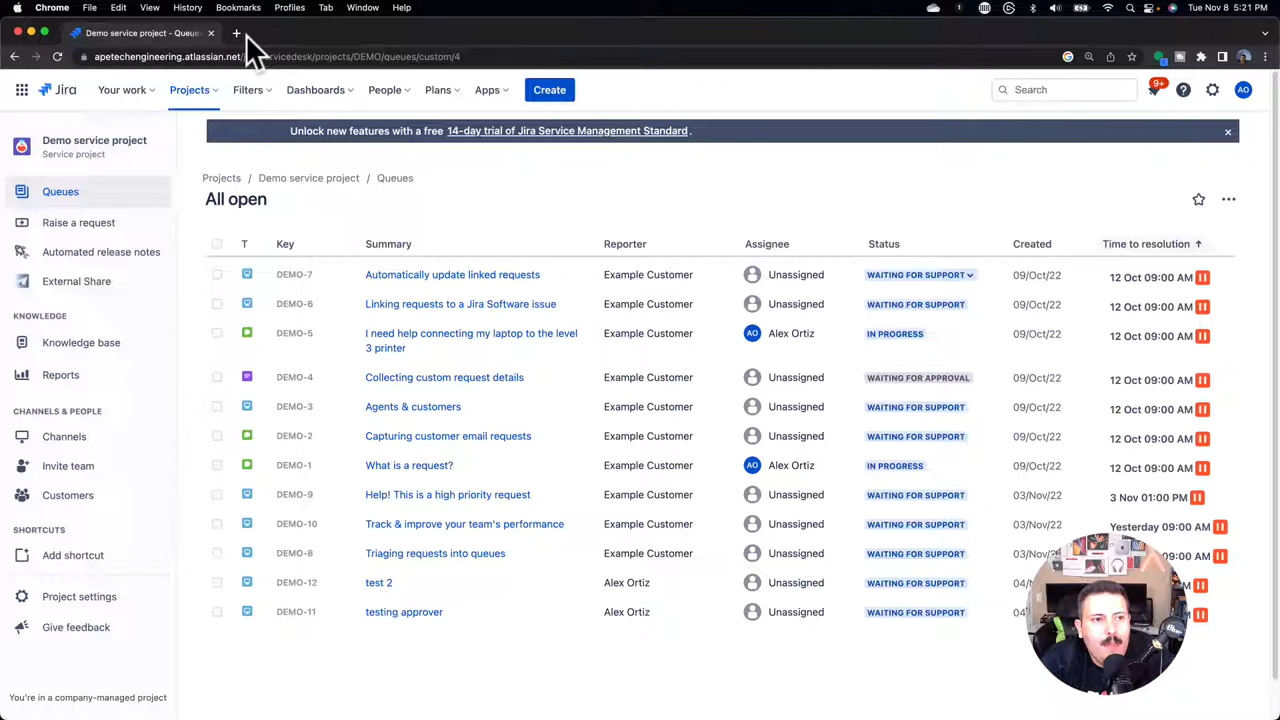 Chrome File Edit View History Bookmarks Profiles Tab Window Help Tue Nov 8 5:21 PM
Demo service project - Queue
apetechengineering.atlassian.net/ servicedesk/projects/DEMO/queues/custom/4
Jira Your work Projects Filters Dashboards People Plans Apps Create Search 9+ AO
Demo service project
Service project
Queues
Raise a request
Automated release notes
External Share
KNOWLEDGE
Knowledge base
Reports
CHANNELS & PEOPLE
Channels
Invite team
Customers
SHORTCUTS
Add shortcut
Project settings
Give feedback
You're in a company-managed project
Unlock new features with a free 14-day trial of Jira Service Management Standard.
Projects / Demo service project / Queues
All open
T Key Summary Reporter Assignee Status Created Time to resolution
DEMO-7 Automatically update linked requests Example Customer Unassigned WAITING FOR SUPPORT 09/Oct/22 12 Oct 09:00 AM
DEMO-6 Linking requests to a Jira Software issue Example Customer Unassigned WAITING FOR SUPPORT 09/Oct/22 12 Oct 09:00 AM
DEMO-5 I need help connecting my laptop to the level Example Customer AO Alex Ortiz IN PROGRESS 09/Oct/22 12 Oct 09:00 AM
3 printer
DEMO-4 Collecting custom request details Example Customer Unassigned WAITING FOR APPROVAL 09/Oct/22 12 Oct 09:00 AM
DEMO-3 Agents & customers Example Customer Unassigned WAITING FOR SUPPORT 09/Oct/22 12 Oct 09:00 AM
DEMO-2 Capturing customer email requests Example Customer Unassigned WAITING FOR SUPPORT 09/Oct/22 12 Oct 09:00 AM
DEMO-1 What is a request? Example Customer AO Alex Ortiz IN PROGRESS 09/Oct/22 12 Oct 09:00 AM
DEMO-9 Help! This is a high priority request Example Customer Unassigned WAITING FOR SUPPORT 03/Nov/22 3 Nov 01:00 PM
DEMO-10 Track & improve your team's performance Example Customer Unassigned WAITING FOR SUPPORT 03/Nov/22 Yesterday 09:00 AM
DEMO-8 Triaging requests into queues Example Customer Unassigned WAITING FOR SUPPORT 03/Nov 09:00 AM
DEMO-12 test 2 Alex Ortiz Unassigned WAITING FOR SUPPORT 04/
DEMO-11 testing approver Alex Ortiz Unassigned WAITING FOR SUPPORT 04